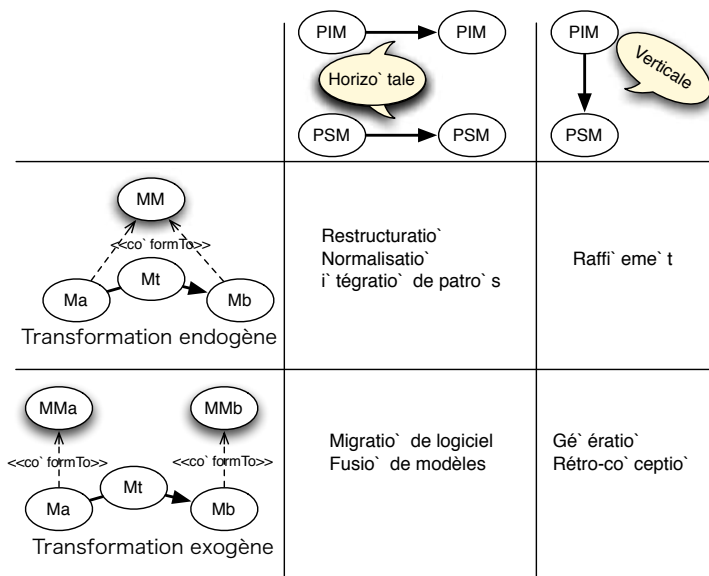 PIM
PIM
PIM
Horizo` tale
Verticale
PSM
PSM
PSM
MM
<<co` formTo>>
Mt
Ma
Mb
Transformation endogène
Restructuratio`
Normalisatio`
i` tégratio` de patro` s
Raffi` eme` t
MMa
MMb
<<co` formTo>>
<<co` formTo>>
Mt
Ma
Mb
Transformation exogène
Migratio` de logiciel
Fusio` de modèles
Gé` ératio`
Rétro-co` ceptio`